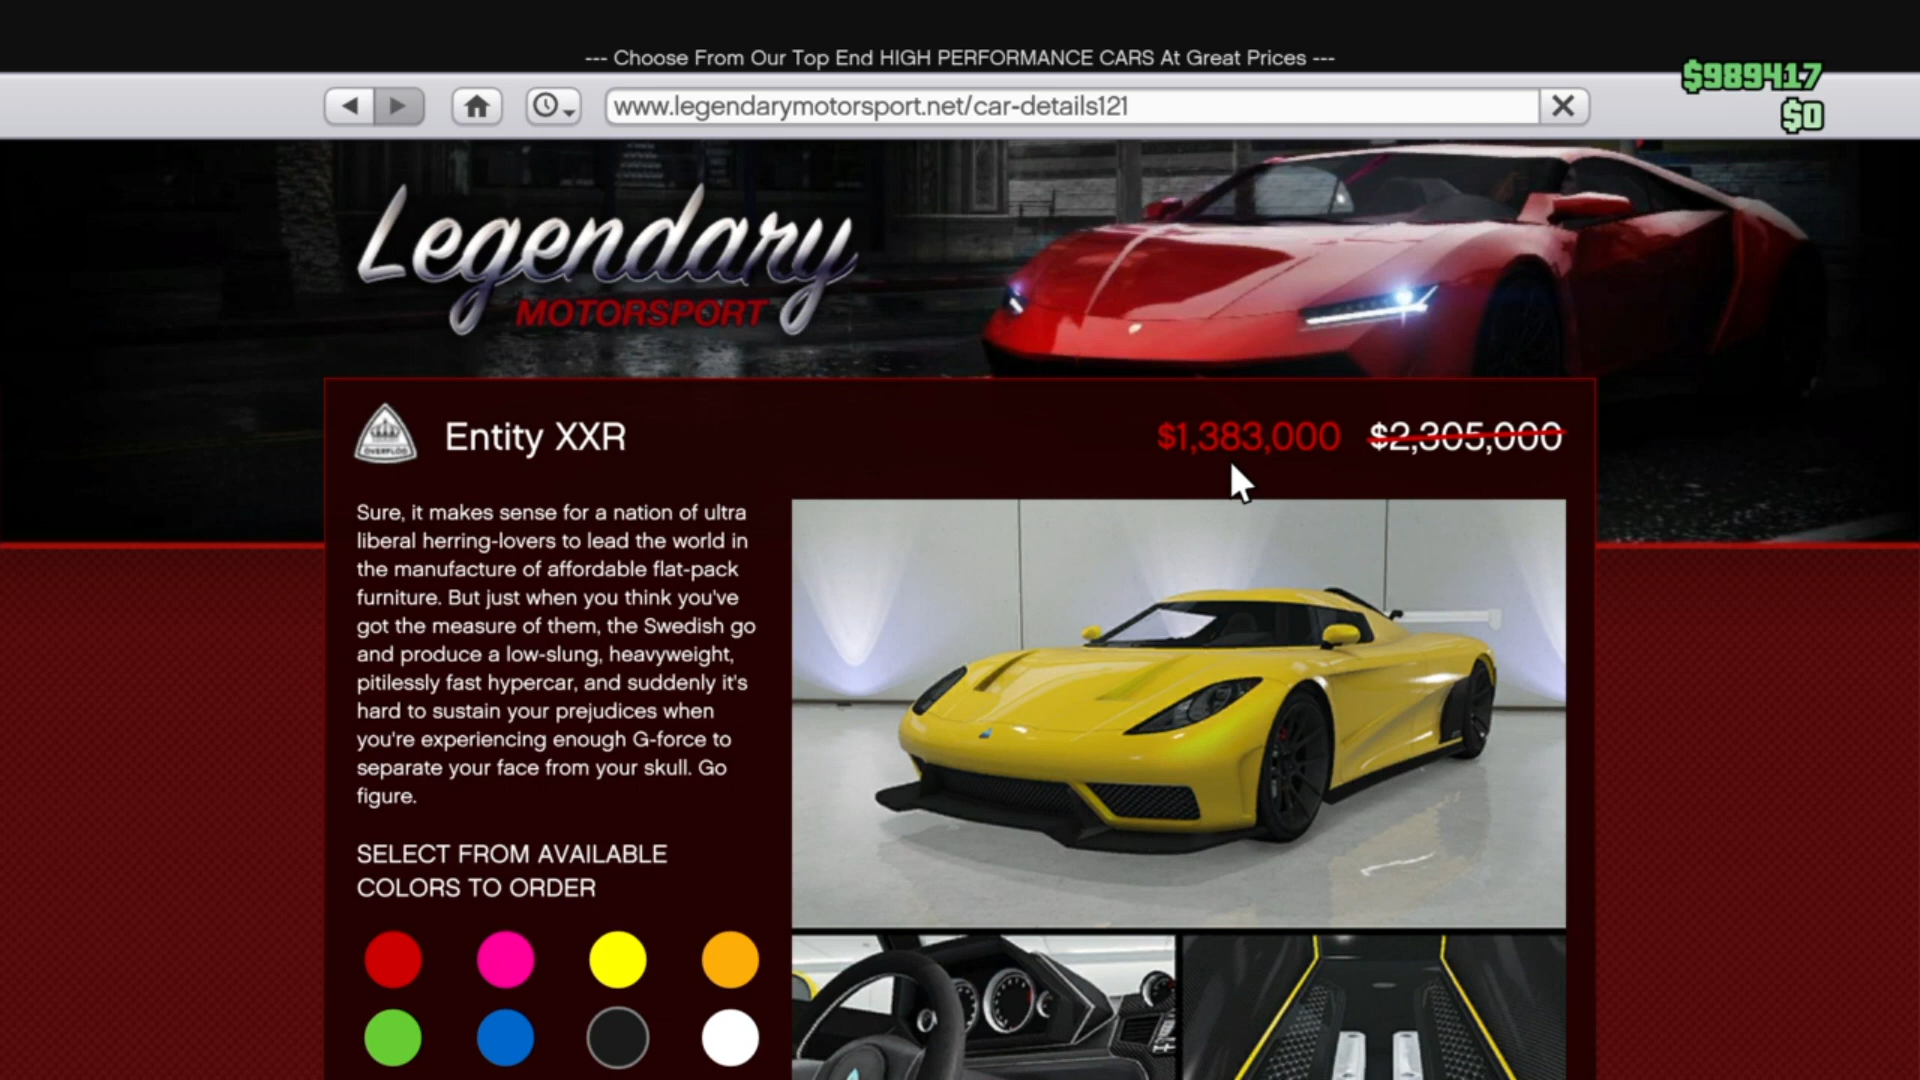 --- Choose From Our Top End HIGH PERFORMANCE CARS At Great Prices ---
www.legendarymotorsport.net/car-details121
$989417
$0
Legendary
MOTORSPORT
OVERFLOD
Entity XXR
$1,383,000 $2,305,000
Sure, it makes sense for a nation of ultra
liberal herring-lovers to lead the world in
the manufacture of affordable flat-pack
furniture. But just when you think you've
got the measure of them, the Swedish go
and produce a low-slung, heavyweight,
pitilessly fast hypercar, and suddenly it's
hard to sustain your prejudices when
you're experiencing enough G-force to
separate your face from your skull. Go
figure.
SELECT FROM AVAILABLE
COLORS TO ORDER